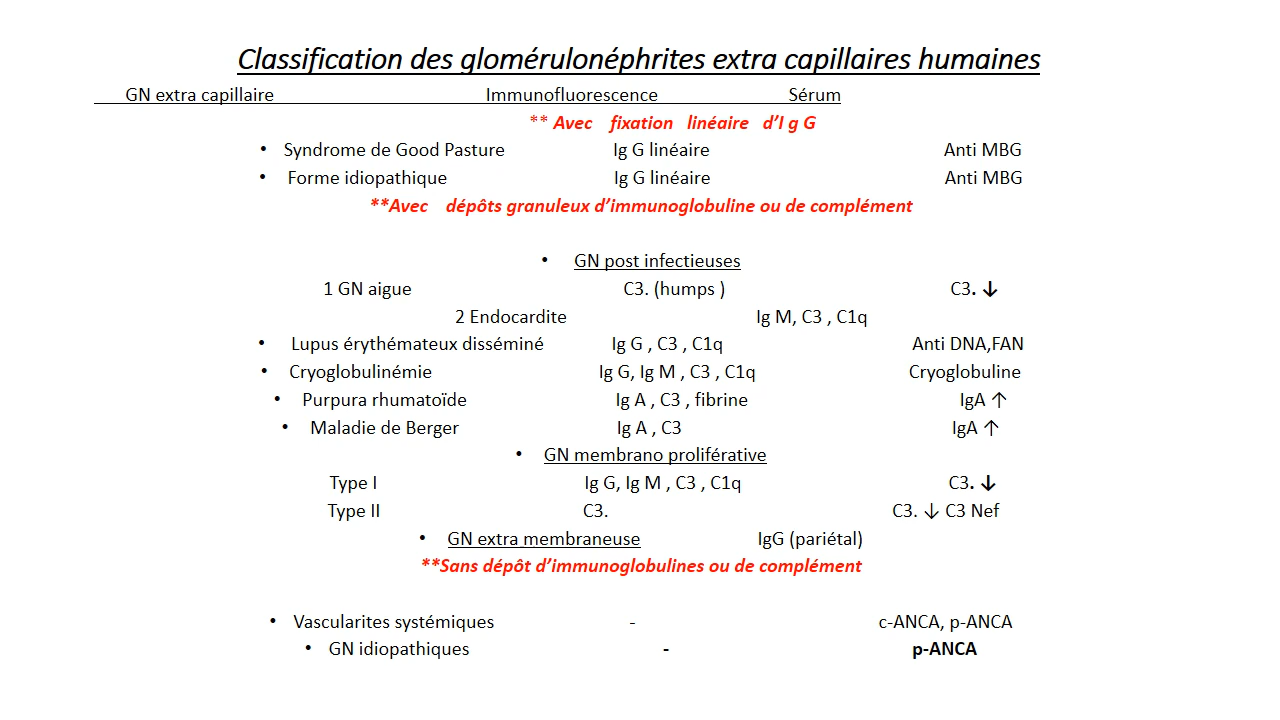 Classification des glomérulonéphrites extra capillaires humaines
GN extra capillaire Immunofluorescence Sérum
** Avec fixation linéaire d’I g G
• Syndrome de Good Pasture Ig G linéaire Anti MBG
• Forme idiopathique Ig G linéaire Anti MBG
**Avec dépôts granuleux d’immunoglobuline ou de complément
• GN post infectieuses
1 GN aigue C3. (humps ) C3. ↓
2 Endocardite Ig M, C3 , C1q
• Lupus érythémateux disséminé Ig G , C3 , C1q Anti DNA,FAN
• Cryoglobulinémie Ig G, Ig M , C3 , C1q Cryoglobuline
• Purpura rhumatoïde Ig A , C3 , fibrine IgA ↑
• Maladie de Berger Ig A , C3 IgA ↑
• GN membrano proliférative
Type I Ig G, Ig M , C3 , C1q C3. ↓
Type II C3. C3. ↓ C3 Nef
• GN extra membraneuse IgG (pariétal)
**Sans dépôt d’immunoglobulines ou de complément
• Vascularites systémiques - c-ANCA, p-ANCA
• GN idiopathiques - p-ANCA